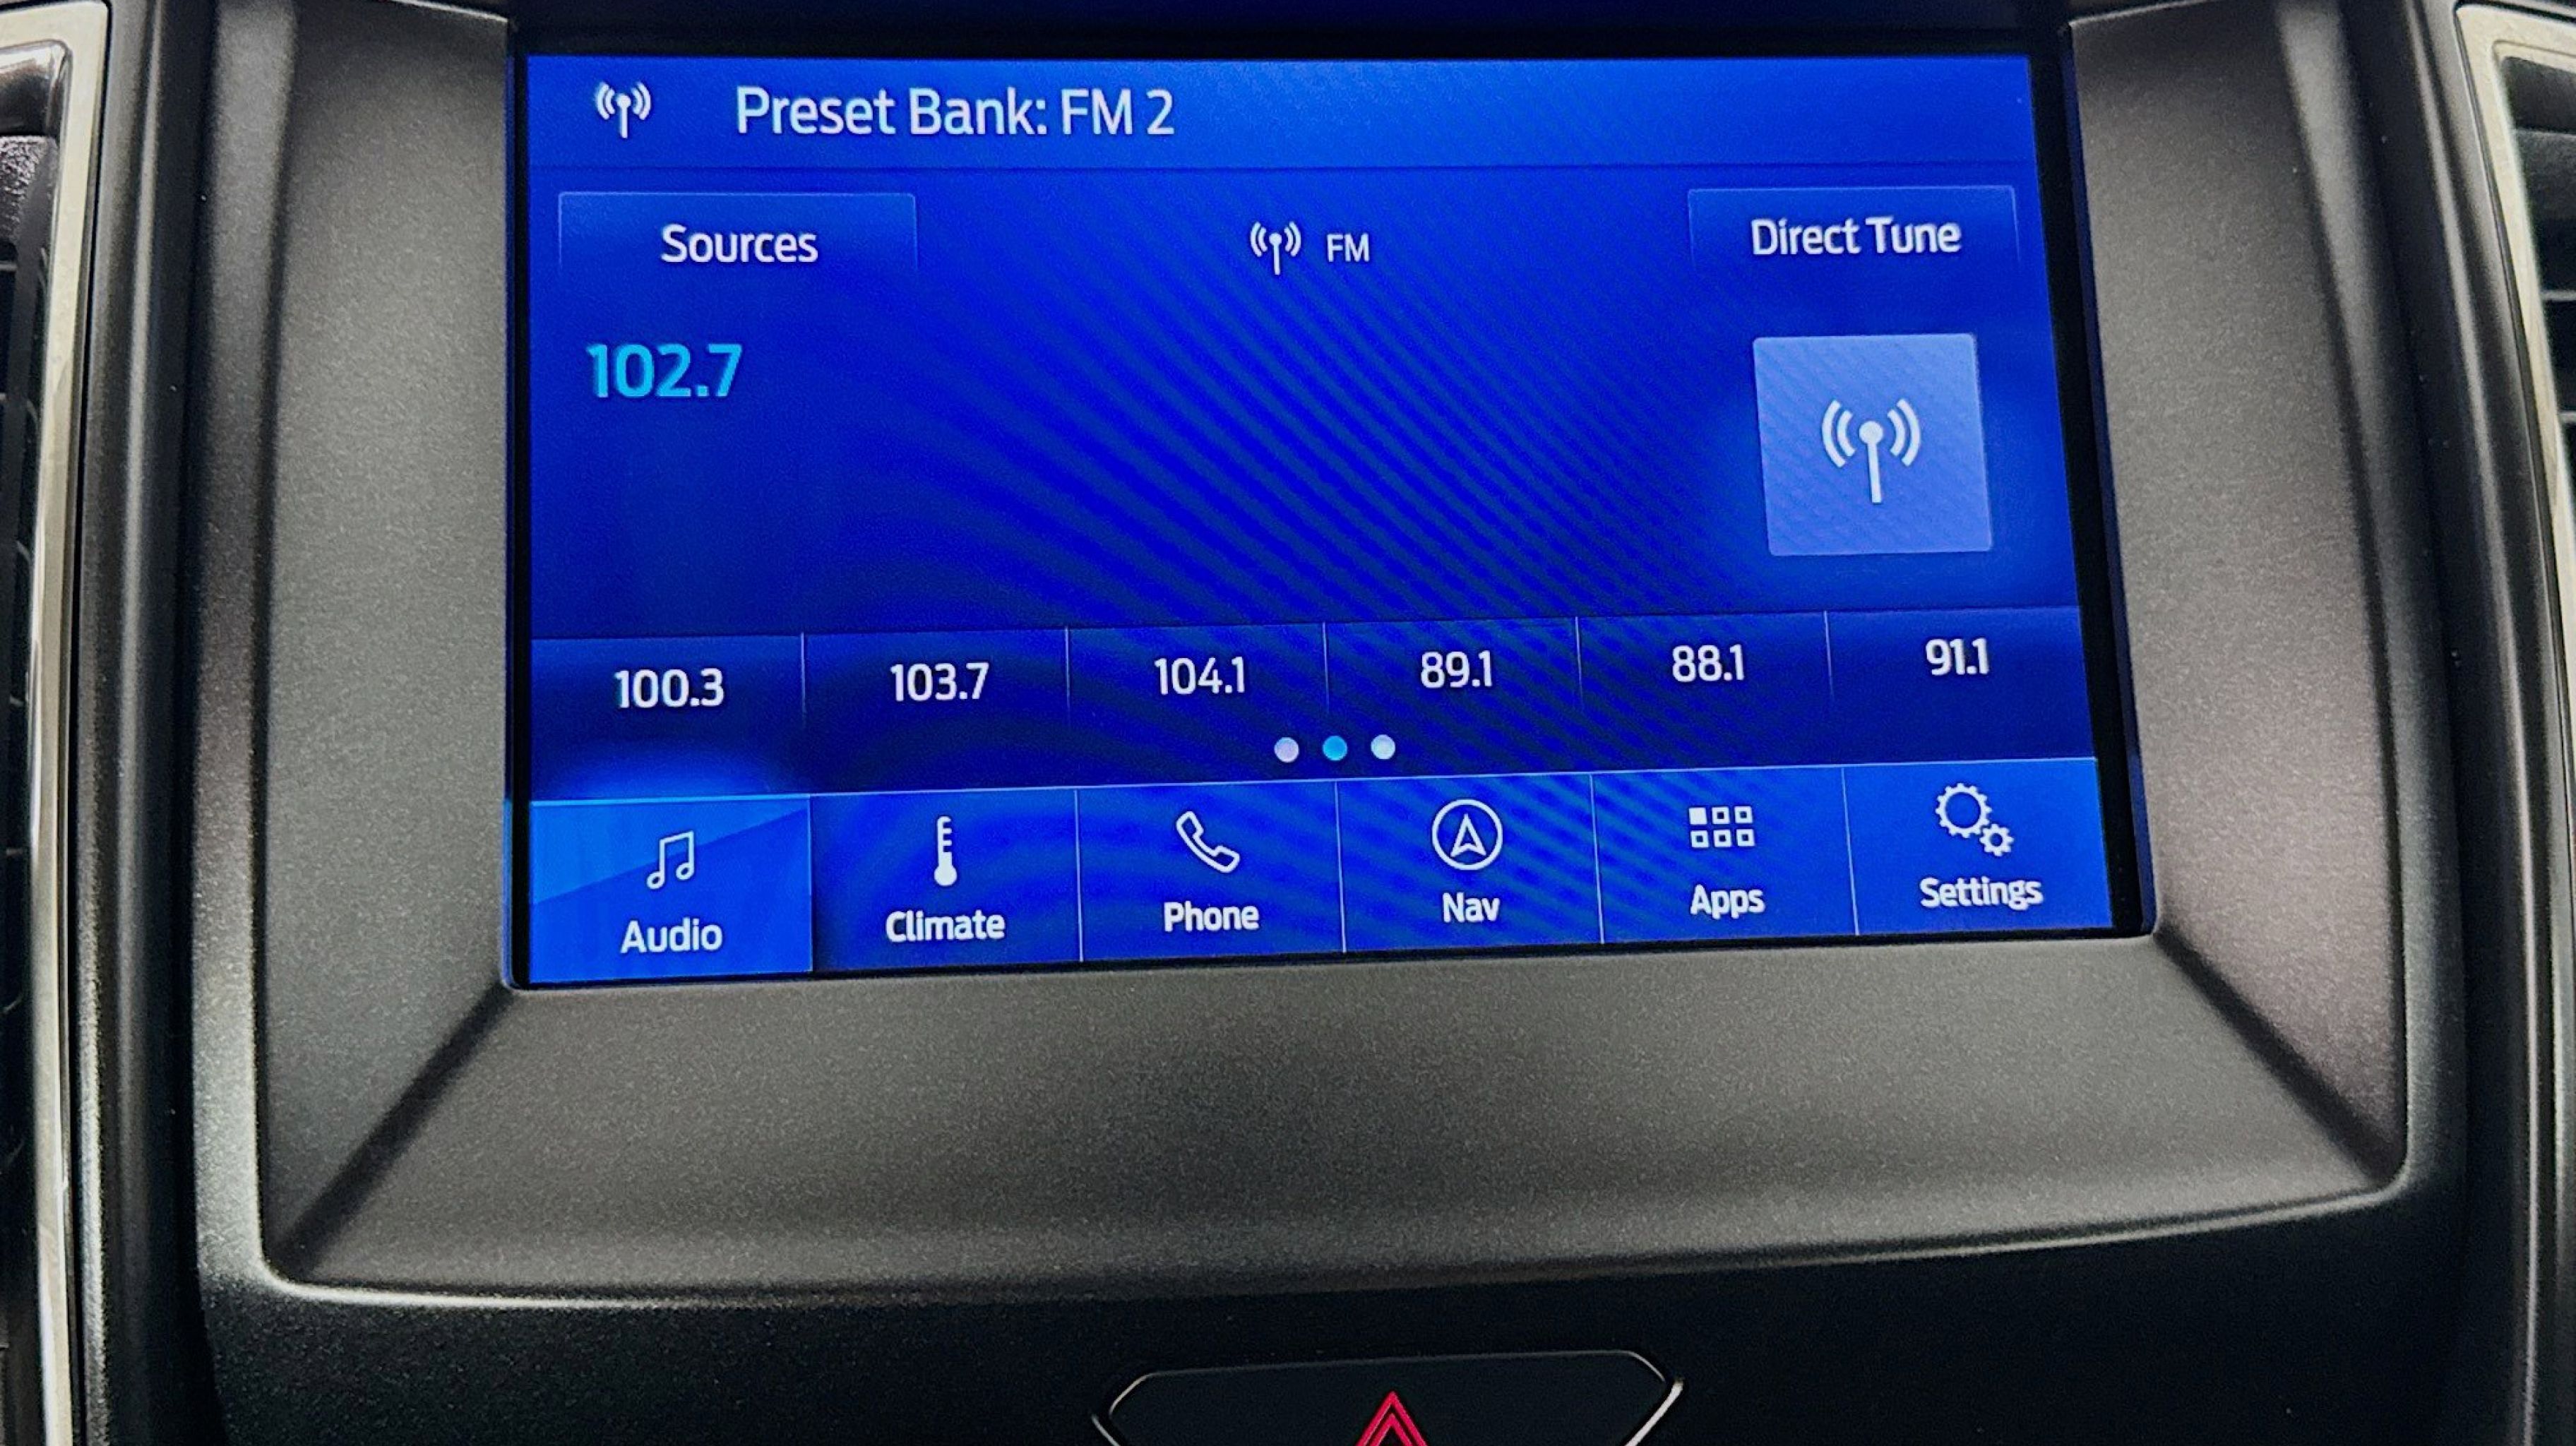 Preset Bank: FM 2
Sources
FM
Direct Tune
102.7
100.3 103.7 104.1 89.1 88.1 91.1
Audio Climate Phone Nav Apps Settings